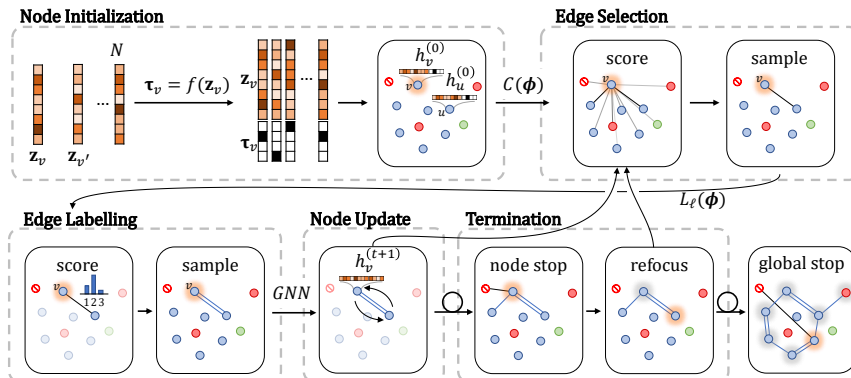 Node Initialization
Edge Selection
N
𝐳_v
𝐳_v′
...
𝛕_v = f(𝐳_v)
𝐳_v
𝛕_v
...
h_v^(0)
h_u^(0)
v
u
C(𝝓)
score
v
sample
v
L_ℓ(𝝓)
Edge Labelling
Node Update
Termination
score
v
1 2 3
sample
v
GNN
h_v^(t+1)
node stop
refocus
global stop